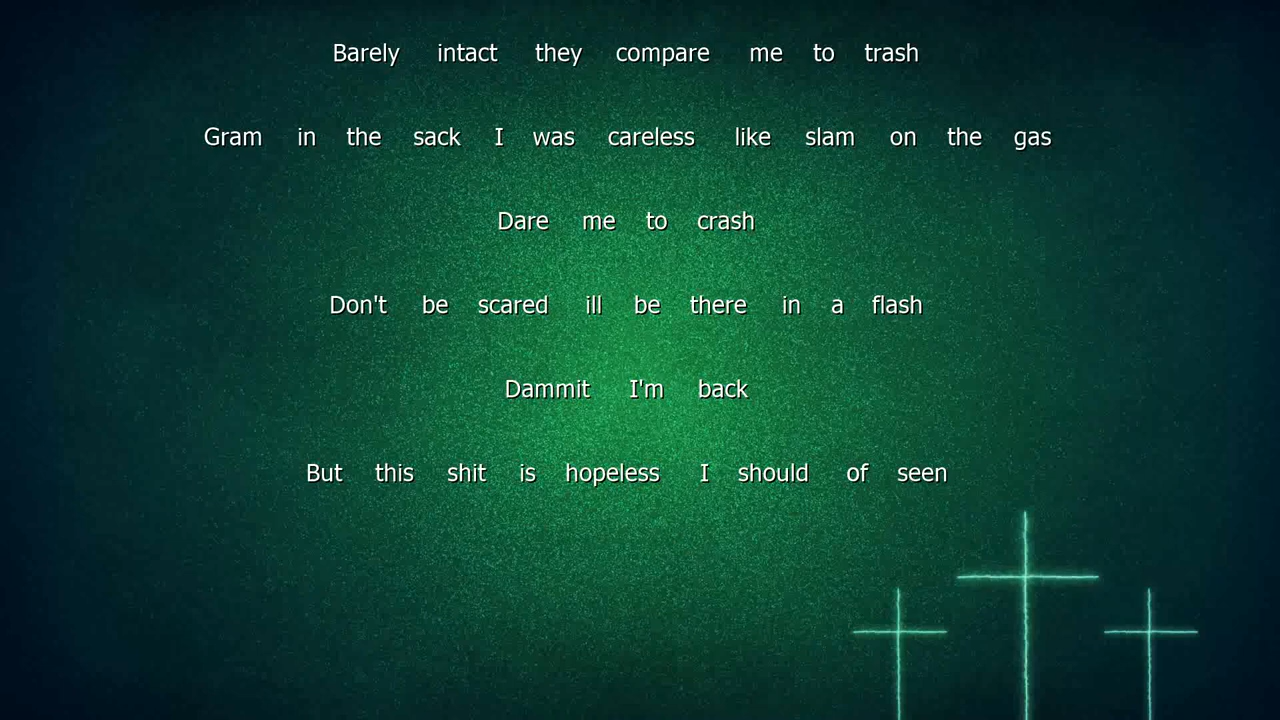 Barely intact they compare me to trash
Gram in the sack I was careless like slam on the gas
Dare me to crash
Don't be scared ill be there in a flash
Dammit I'm back
But this shit is hopeless I should of seen